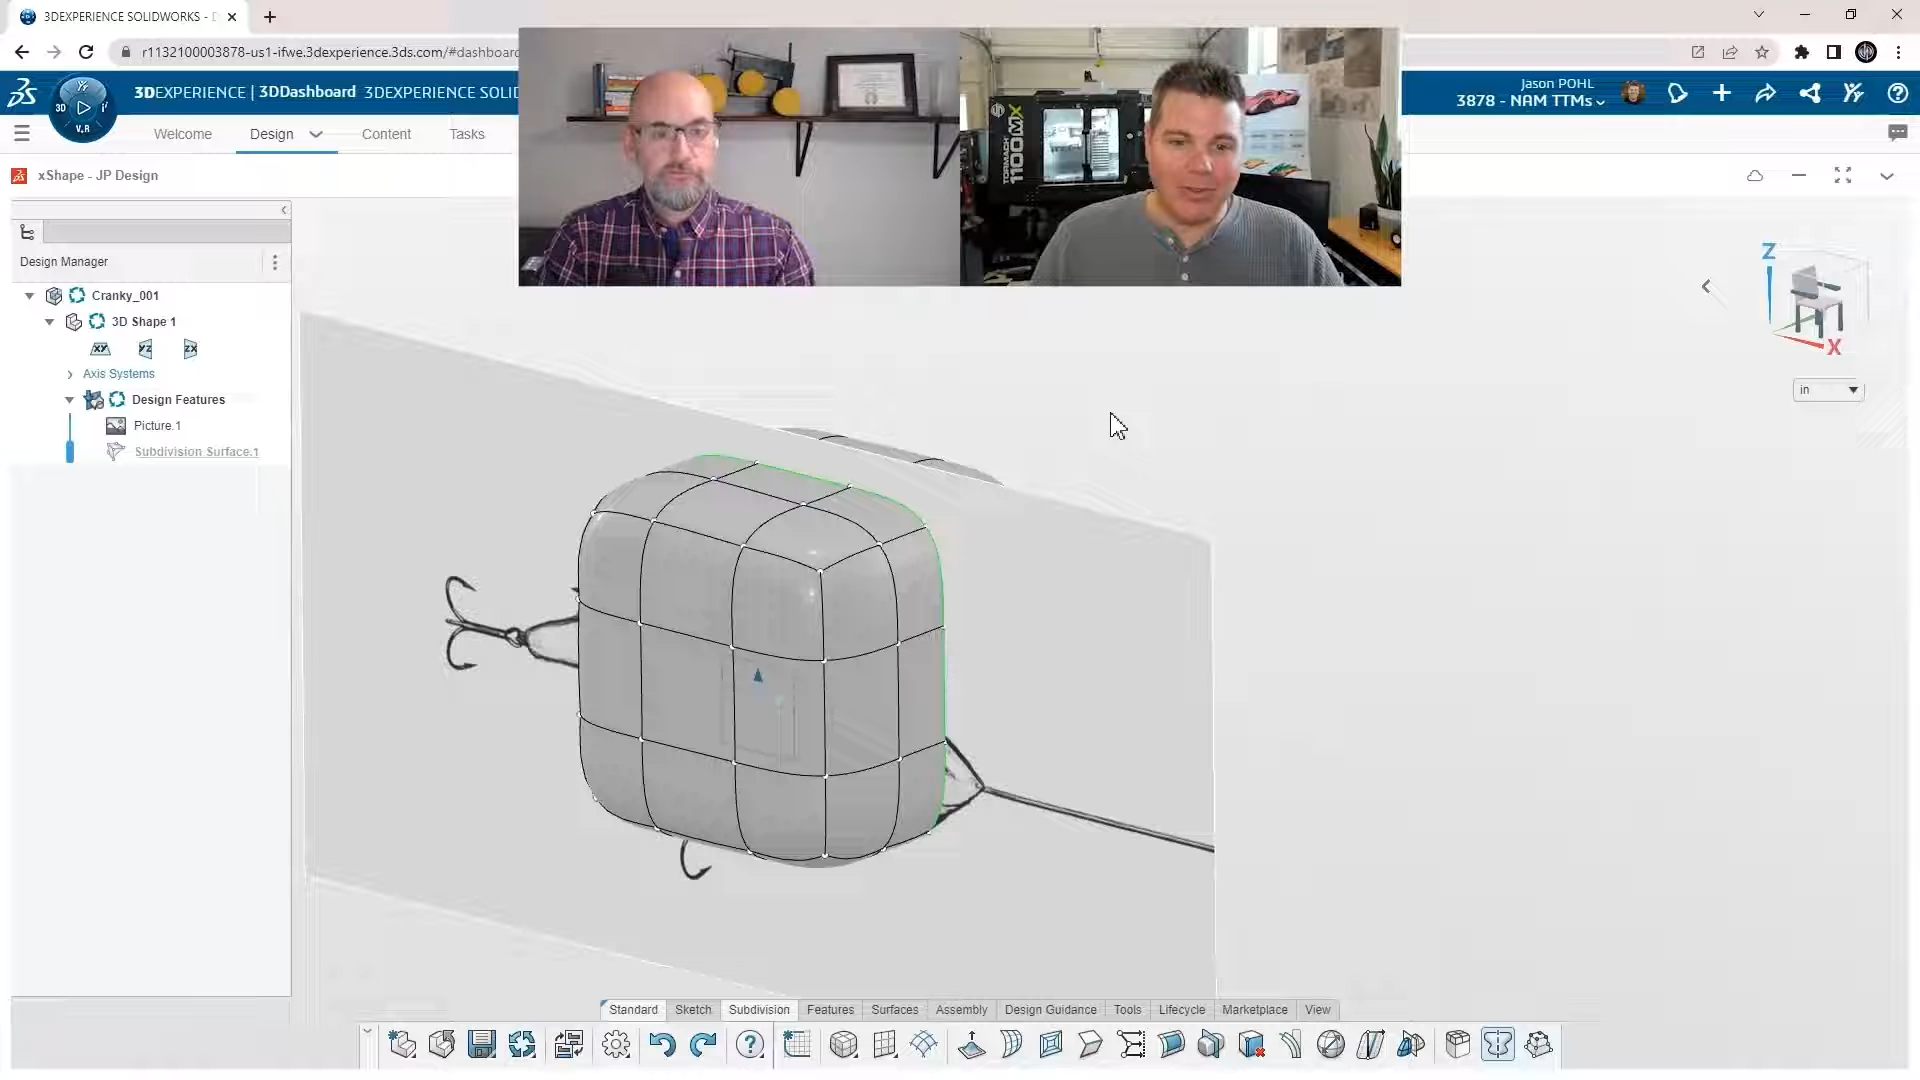 3DEXPERIENCE SOLIDWORKS - D
r1132100003878-us1-ifwe.3dexperience.3ds.com/#dashboard
3D
V,R
3DEXPERIENCE | 3DDashboard 3DEXPERIENCE SOLID
Jason POHL
3878 - NAM TTMs
Welcome
Design
Content
Tasks
TORMACH
1100MX
xShape - JP Design
Design Manager
Cranky_001
3D Shape 1
XY
YZ
ZX
Axis Systems
Design Features
Picture.1
Subdivision Surface.1
Z
X
in
Standard
Sketch
Subdivision
Features
Surfaces
Assembly
Design Guidance
Tools
Lifecycle
Marketplace
View